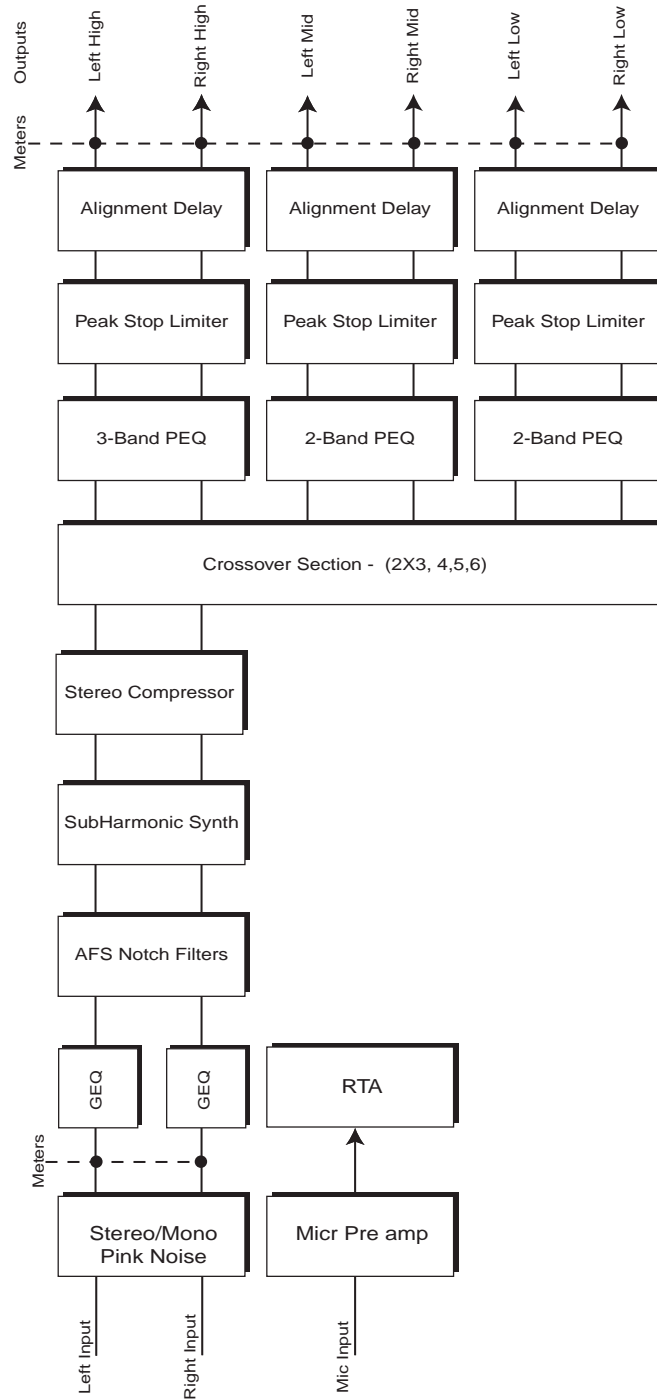 Outputs
Left High
Right High
Left Mid
Right Mid
Left Low
Right Low
Meters
Alignment Delay
Alignment Delay
Alignment Delay
Peak Stop Limiter
Peak Stop Limiter
Peak Stop Limiter
3-Band PEQ
2-Band PEQ
2-Band PEQ
Crossover Section - (2X3, 4,5,6)
Stereo Compressor
SubHarmonic Synth
AFS Notch Filters
GEQ
GEQ
RTA
Meters
Stereo/Mono
Pink Noise
Micr Pre amp
Left Input
Right Input
Mic Input